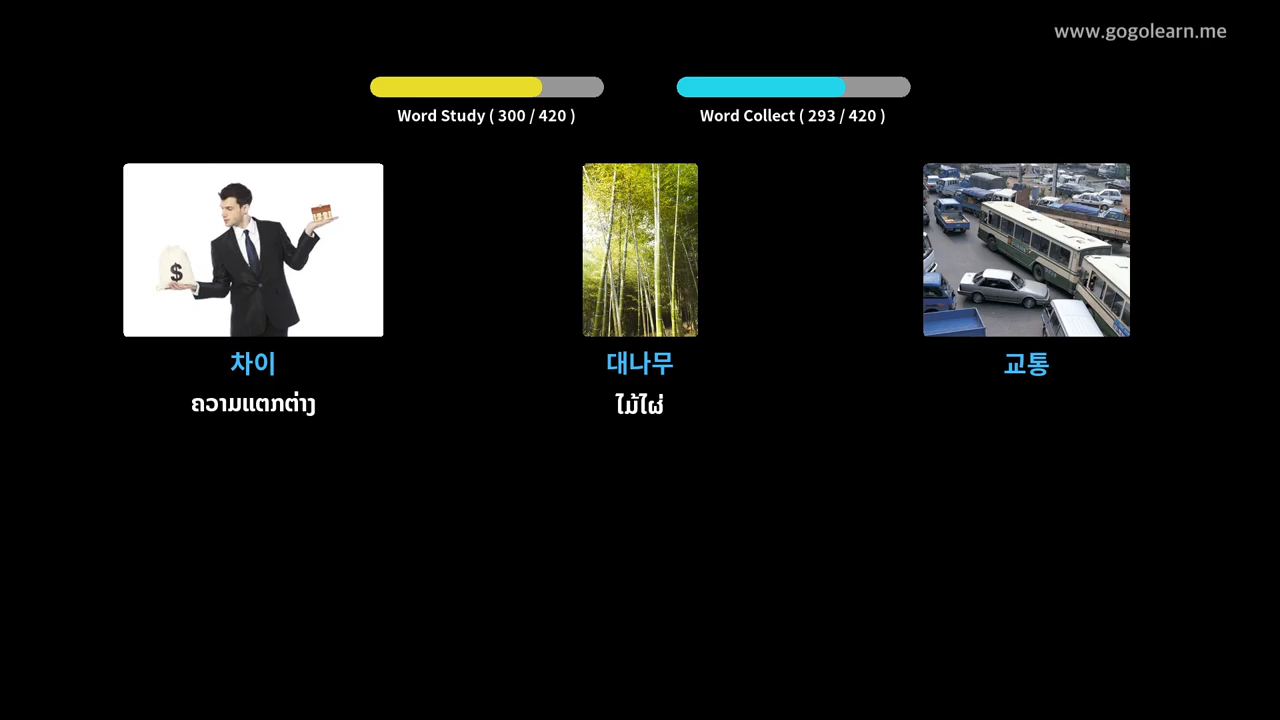 www.gogolearn.me
Word Study ( 300 / 420 )
Word Collect ( 293 / 420 )
$
차이
대나무
교통
ຄວາມແຕກຕ່າງ
ໄມ້ໄຜ່